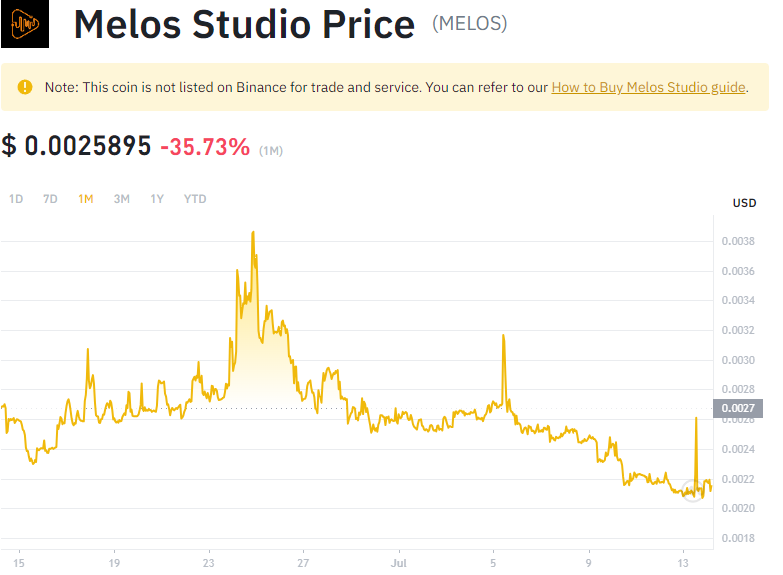 Melos Studio Price (MELOS)
Note: This coin is not listed on Binance for trade and service. You can refer to our How to Buy Melos Studio guide.
$ 0.0025895 -35.73% (1M)
1D 7D 1M 3M 1Y YTD
USD
0.0038
0.0036
0.0034
0.0032
0.0030
0.0028
0.0027
0.0026
0.0024
0.0022
0.0020
0.0018
15 19 23 27 Jul 5 9 13